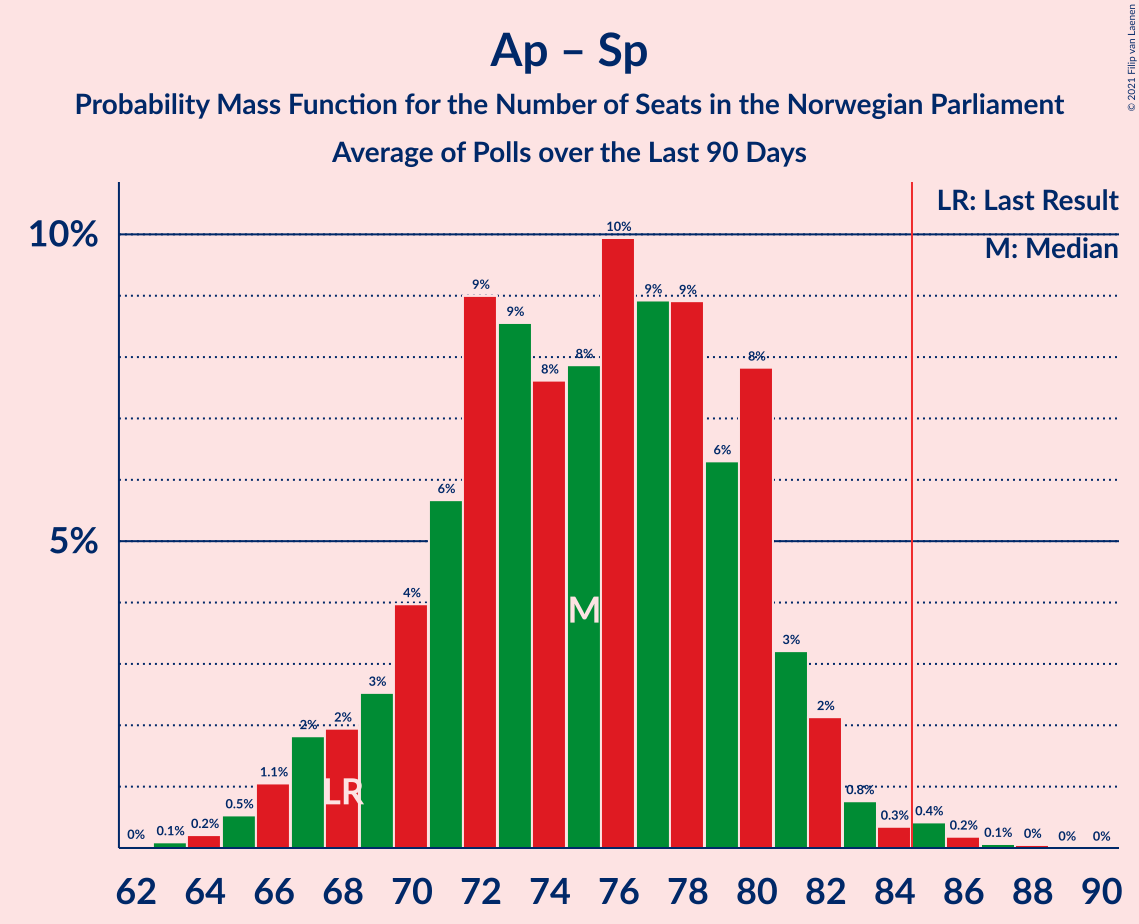 Ap – Sp
Probability Mass Function for the Number of Seats in the Norwegian Parliament
Average of Polls over the Last 90 Days
© 2021 Filip van Laenen
LR: Last Result
M: Median
10%
5%
0% 0.1% 0.2% 0.5% 1.1% 2% 2% 3% 4% 6% 9% 9% 8% 8% 10% 9% 9% 6% 8% 3% 2% 0.8% 0.3% 0.4% 0.2% 0.1% 0% 0% 0%
M
LR
62 64 66 68 70 72 74 76 78 80 82 84 86 88 90